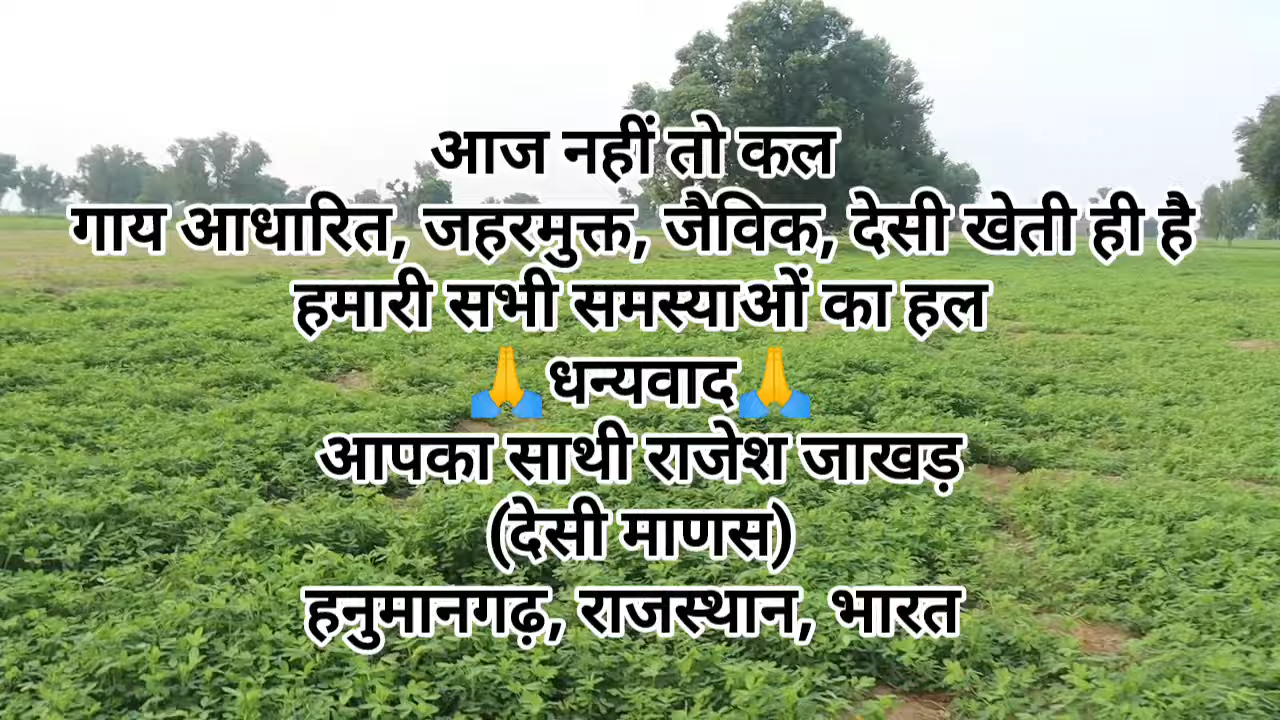 आज नहीं तो कल
गाय आधारित, जहरमुक्त, जैविक, देसी खेती ही है
हमारी सभी समस्याओं का हल
🙏धन्यवाद🙏
आपका साथी राजेश जाखड़
(देसी माणस)
हनुमानगढ़, राजस्थान, भारत